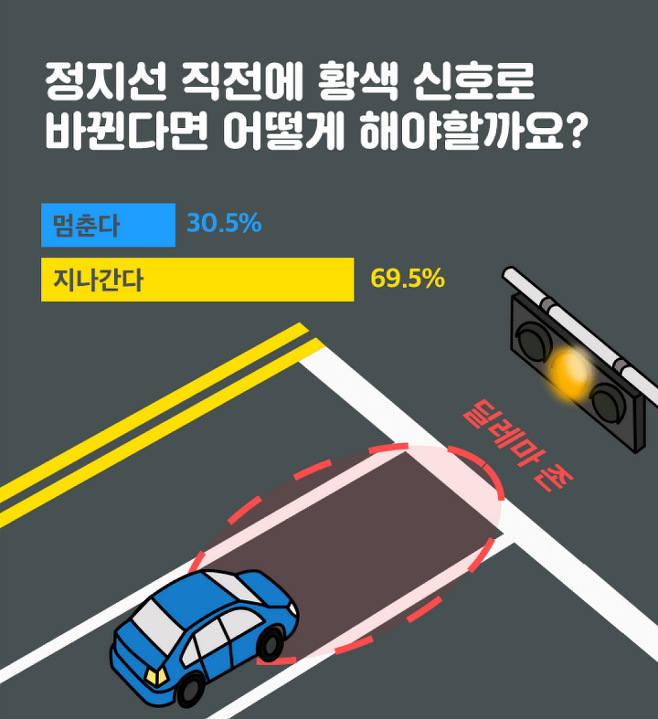 정지선 직전에 황색 신호로
바뀐다면 어떻게 해야할까요?
멈춘다 30.5%
지나간다 69.5%
딜레마 존